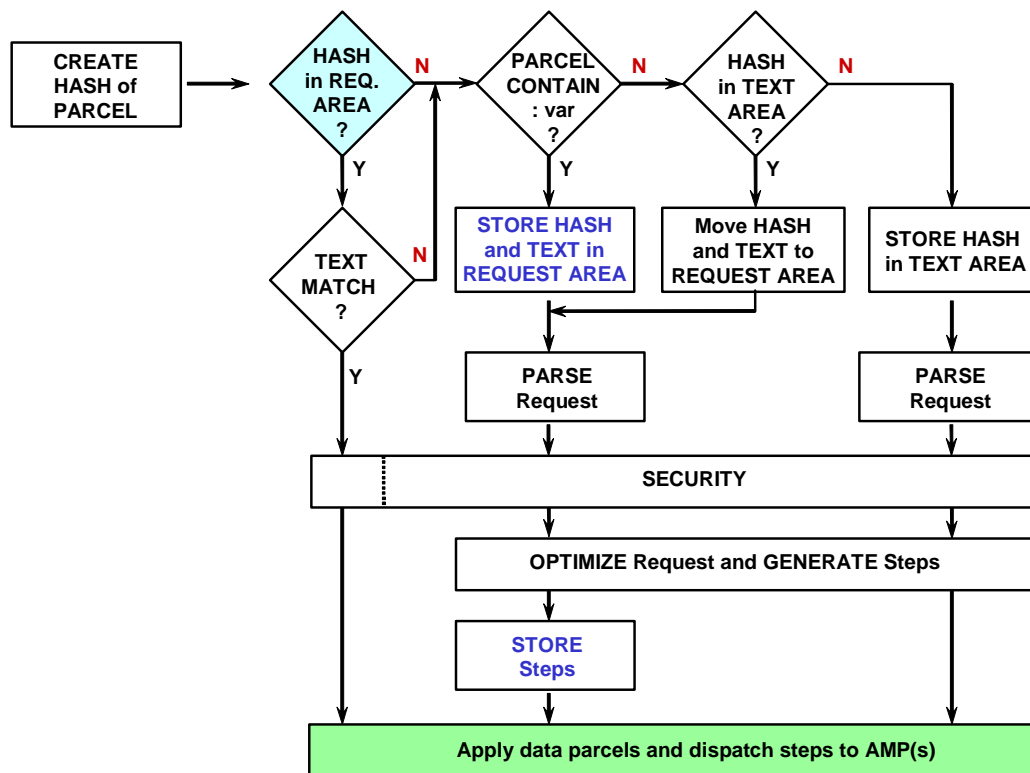 CREATE
HASH of
PARCEL
HASH
in REQ.
AREA
?
N
PARCEL
CONTAIN
: var
?
N
HASH
in TEXT
AREA
?
N
Y
Y
Y
TEXT
MATCH
?
N
STORE HASH
and TEXT in
REQUEST AREA
Move HASH
and TEXT to
REQUEST AREA
STORE HASH
in TEXT AREA
Y
PARSE
Request
PARSE
Request
SECURITY
OPTIMIZE Request and GENERATE Steps
STORE
Steps
Apply data parcels and dispatch steps to AMP(s)